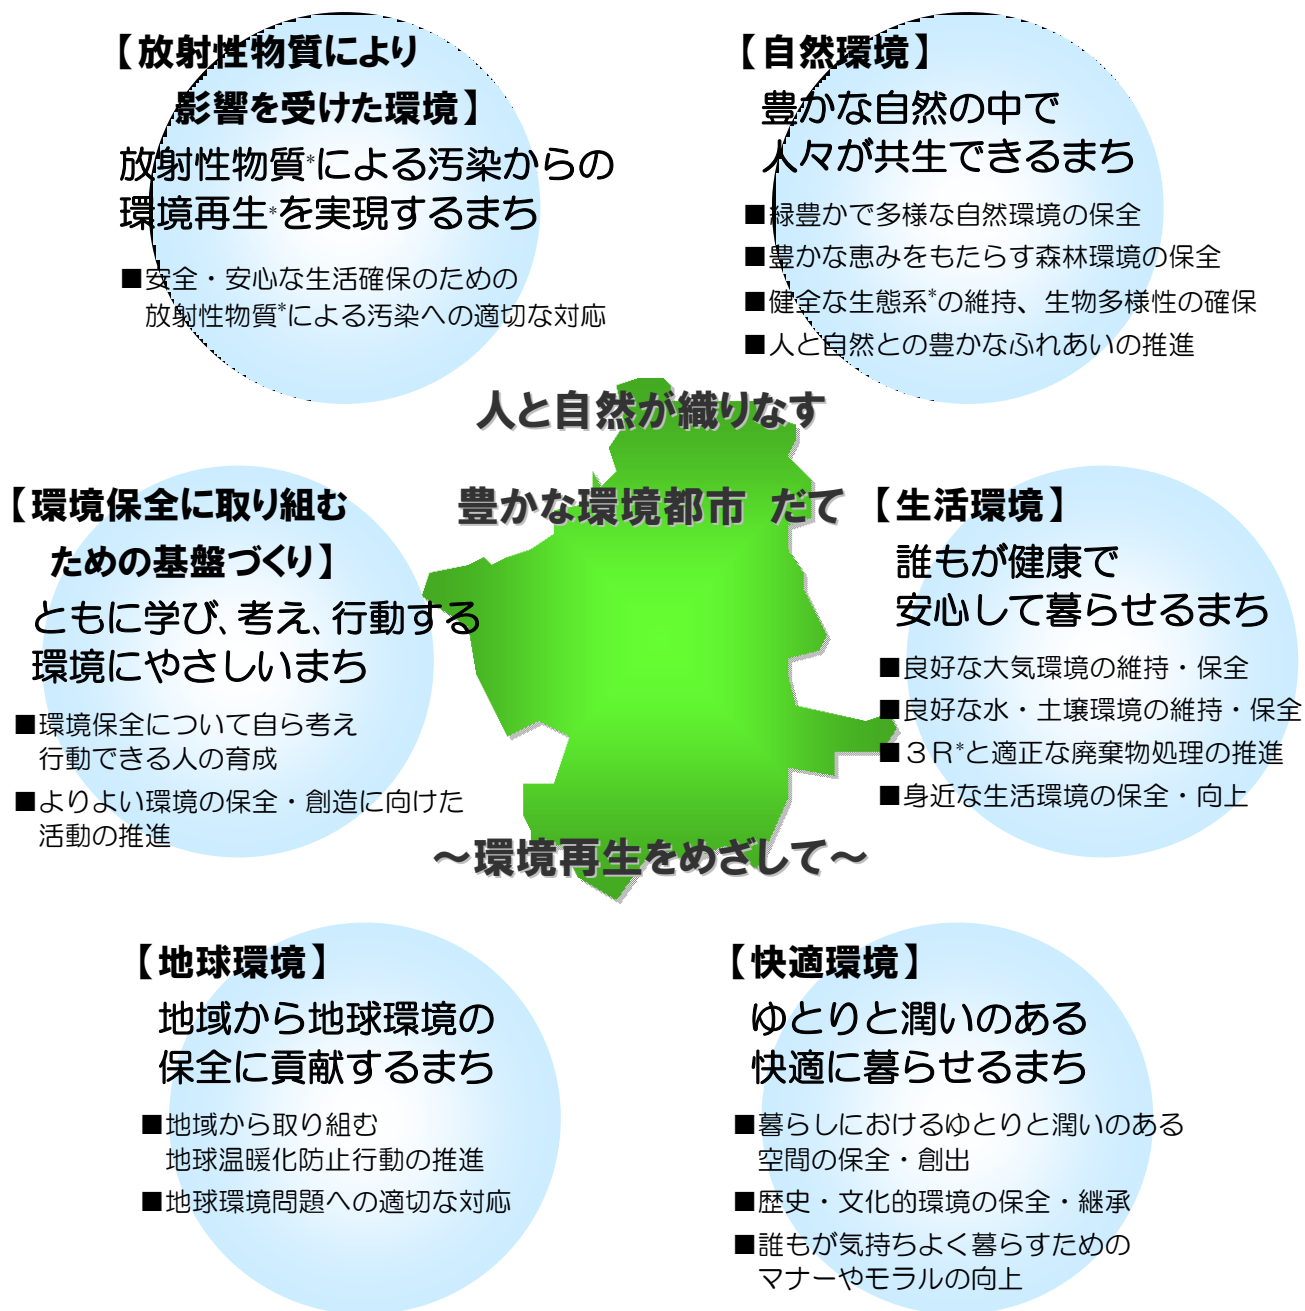 【放射性物質により
影響を受けた環境】
放射性物質*による汚染からの
環境再生*を実現するまち
■安全・安心な生活確保のための
放射性物質*による汚染への適切な対応
【自然環境】
豊かな自然の中で
人々が共生できるまち
■緑豊かで多様な自然環境の保全
■豊かな恵みをもたらす森林環境の保全
■健全な生態系*の維持、生物多様性の確保
■人と自然との豊かなふれあいの推進
人と自然が織りなす
豊かな環境都市 だて
～環境再生をめざして～
【環境保全に取り組む
ための基盤づくり】
ともに学び、考え、行動する
環境にやさしいまち
■環境保全について自ら考え
行動できる人の育成
■よりよい環境の保全・創造に向けた
活動の推進
【生活環境】
誰もが健康で
安心して暮らせるまち
■良好な大気環境の維持・保全
■良好な水・土壌環境の維持・保全
■３Ｒ*と適正な廃棄物処理の推進
■身近な生活環境の保全・向上
【地球環境】
地域から地球環境の
保全に貢献するまち
■地域から取り組む
地球温暖化防止行動の推進
■地球環境問題への適切な対応
【快適環境】
ゆとりと潤いのある
快適に暮らせるまち
■暮らしにおけるゆとりと潤いのある
空間の保全・創出
■歴史・文化的環境の保全・継承
■誰もが気持ちよく暮らすための
マナーやモラルの向上